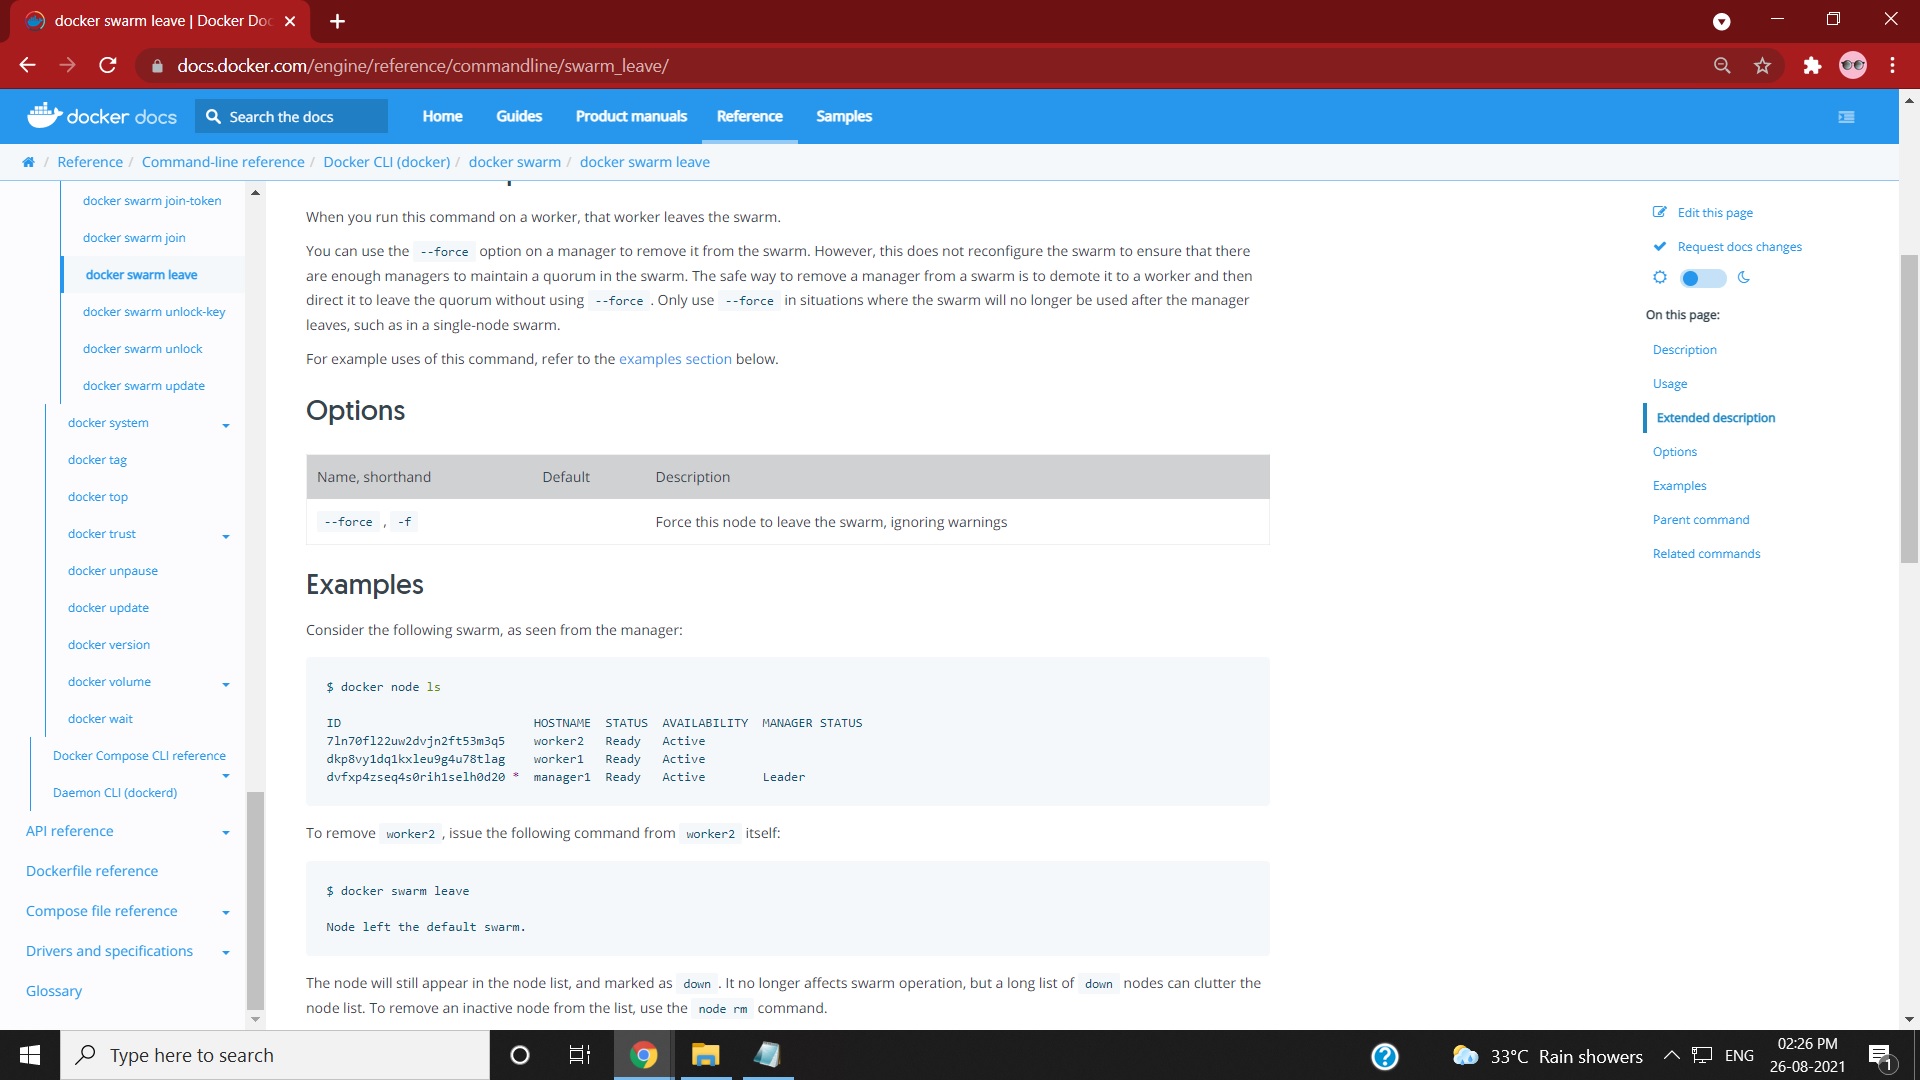 docker swarm leave | Docker Doc
docs.docker.com/engine/reference/commandline/swarm_leave/
docker docs
Search the docs
Home
Guides
Product manuals
Reference
Samples
/ Reference / Command-line reference / Docker CLI (docker) / docker swarm / docker swarm leave
docker swarm join-token
docker swarm join
docker swarm leave
docker swarm unlock-key
docker swarm unlock
docker swarm update
docker system
docker tag
docker top
docker trust
docker unpause
docker update
docker version
docker volume
docker wait
Docker Compose CLI reference
Daemon CLI (dockerd)
API reference
Dockerfile reference
Compose file reference
Drivers and specifications
Glossary
When you run this command on a worker, that worker leaves the swarm.
You can use the --force option on a manager to remove it from the swarm. However, this does not reconfigure the swarm to ensure that there
are enough managers to maintain a quorum in the swarm. The safe way to remove a manager from a swarm is to demote it to a worker and then
direct it to leave the quorum without using --force . Only use --force in situations where the swarm will no longer be used after the manager
leaves, such as in a single-node swarm.
For example uses of this command, refer to the examples section below.
Options
Name, shorthand Default Description
--force , -f Force this node to leave the swarm, ignoring warnings
Examples
Consider the following swarm, as seen from the manager:
$ docker node ls
ID HOSTNAME STATUS AVAILABILITY MANAGER STATUS
7ln70fl22uw2dvjn2ft53m3q5 worker2 Ready Active
dkp8vy1dq1kxleu9g4u78tlag worker1 Ready Active
dvfxp4zseq4s0rih1selh0d20 * manager1 Ready Active Leader
To remove worker2 , issue the following command from worker2 itself:
$ docker swarm leave
Node left the default swarm.
The node will still appear in the node list, and marked as down . It no longer affects swarm operation, but a long list of down nodes can clutter the
node list. To remove an inactive node from the list, use the node rm command.
Edit this page
Request docs changes
On this page:
Description
Usage
Extended description
Options
Examples
Parent command
Related commands
Type here to search
33°C Rain showers
ENG
02:26 PM
26-08-2021
1